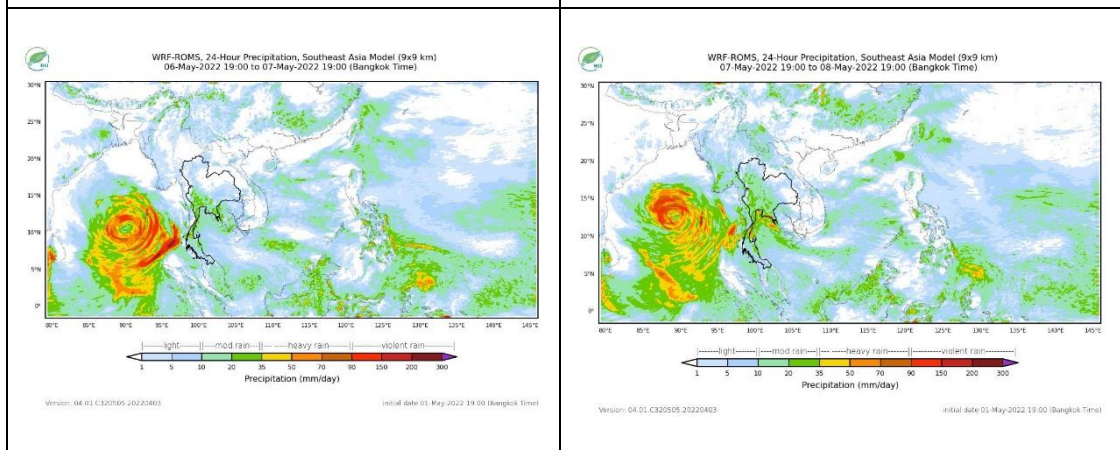 WRF-ROMS, 24-Hour Precipitation, Southeast Asia Model (9x9 km)
06-May-2022 19:00 to 07-May-2022 19:00 (Bangkok Time)
30°N
25°N
20°N
15°N
10°N
5°N
0°
80°E 85°E 90°E 95°E 100°E 105°E 110°E 115°E 120°E 125°E 130°E 135°E 140°E 145°E
|-------light-------||----mod rain----||---------heavy rain---------||-----------violent rain---------|
1 5 10 20 35 50 70 90 150 200 300
Precipitation (mm/day)
Version: 04.01.C320505.20220403
initial date 01-May-2022 19:00 (Bangkok Time)
WRF-ROMS, 24-Hour Precipitation, Southeast Asia Model (9x9 km)
07-May-2022 19:00 to 08-May-2022 19:00 (Bangkok Time)
30°N
25°N
20°N
15°N
10°N
5°N
0°
80°E 85°E 90°E 95°E 100°E 105°E 110°E 115°E 120°E 125°E 130°E 135°E 140°E 145°E
|-------light-------||----mod rain----||---------heavy rain---------||-----------violent rain---------|
1 5 10 20 35 50 70 90 150 200 300
Precipitation (mm/day)
Version: 04.01.C320505.20220403
initial date 01-May-2022 19:00 (Bangkok Time)